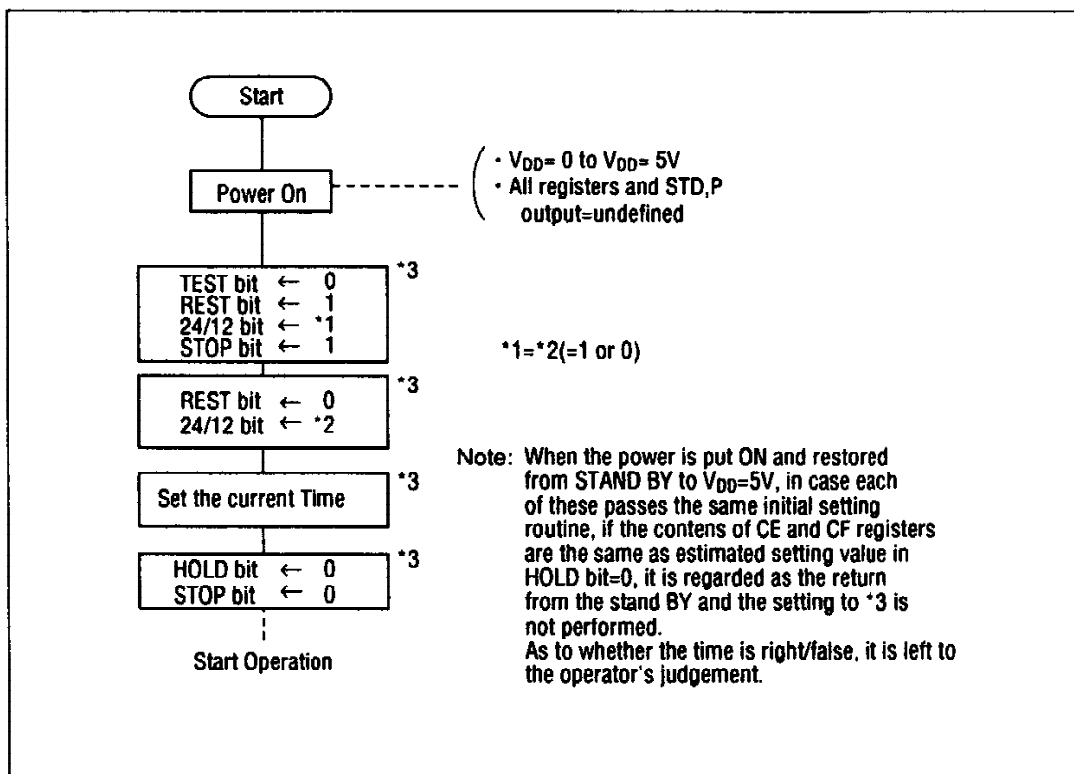 Start
Power On
· VDD= 0 to VDD= 5V
· All registers and STD,P
output=undefined
*3
TEST bit ← 0
REST bit ← 1
24/12 bit ← *1
STOP bit ← 1
*1=*2(=1 or 0)
*3
REST bit ← 0
24/12 bit ← *2
*3
Set the current Time
*3
HOLD bit ← 0
STOP bit ← 0
Start Operation
Note: When the power is put ON and restored
from STAND BY to VDD=5V, in case each
of these passes the same initial setting
routine, if the contens of CE and CF registers
are the same as estimated setting value in
HOLD bit=0, it is regarded as the return
from the stand BY and the setting to *3 is
not performed.
As to whether the time is right/false, it is left to
the operator's judgement.